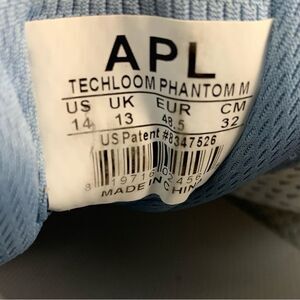 APL
TECHLOOM PHANTOM M
US UK EUR CM
14 13 48.5 32
US Patent #8347526
MADE IN CHINA